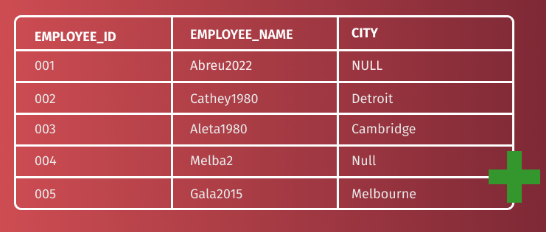 EMPLOYEE_ID EMPLOYEE_NAME CITY
001 Abreu2022 NULL
002 Cathey1980 Detroit
003 Aleta1980 Cambridge
004 Melba2 Null
005 Gala2015 Melbourne